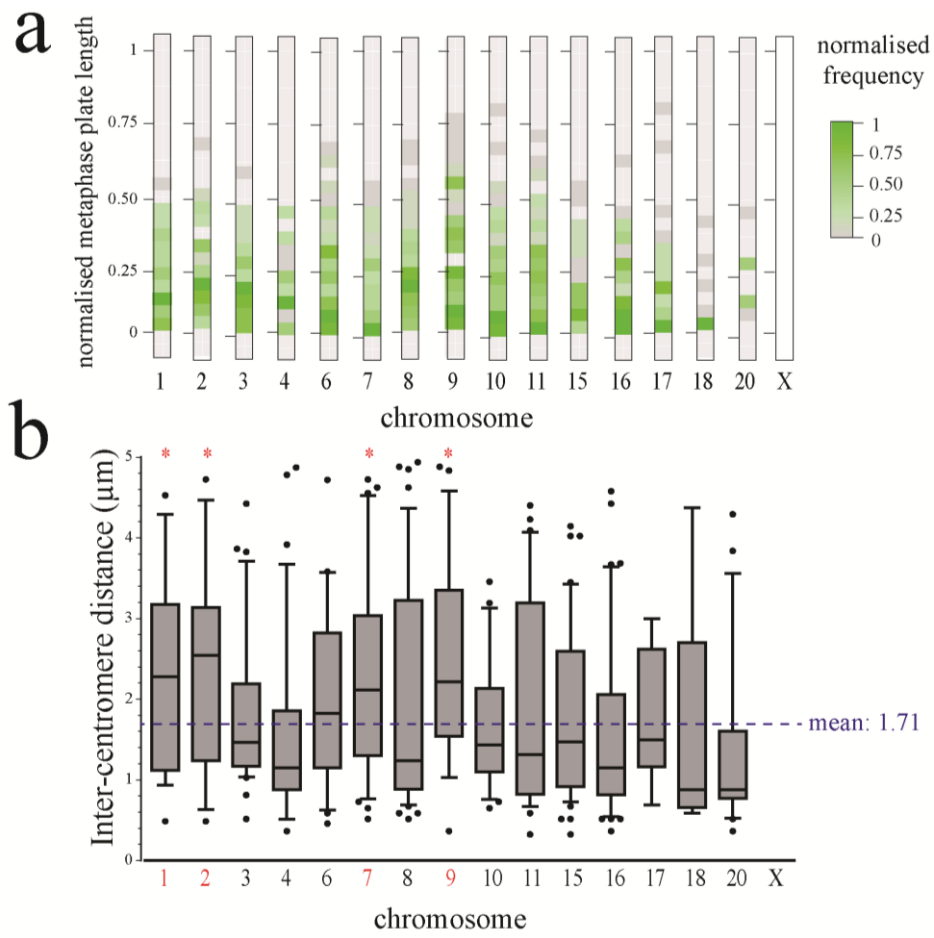 a
normalised metaphase plate length
1
0.75
0.50
0.25
0
normalised
frequency
1
0.75
0.50
0.25
0
1 2 3 4 6 7 8 9 10 11 15 16 17 18 20 X
chromosome
b
Inter-centromere distance (μm)
* * * *
5
4
3
2
1
0
mean: 1.71
1 2 3 4 6 7 8 9 10 11 15 16 17 18 20 X
chromosome